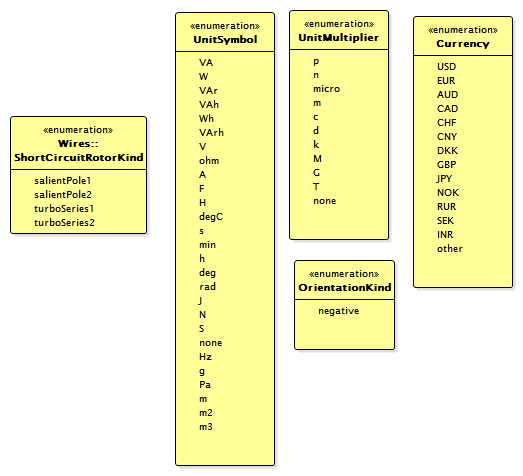 «enumeration»
Wires::
ShortCircuitRotorKind
salientPole1
salientPole2
turboSeries1
turboSeries2
«enumeration»
UnitSymbol
VA
W
VAr
VAh
Wh
VArh
V
ohm
A
F
H
degC
s
min
h
deg
rad
J
N
S
none
Hz
g
Pa
m
m2
m3
«enumeration»
UnitMultiplier
p
n
micro
m
c
d
k
M
G
T
none
«enumeration»
OrientationKind
negative
«enumeration»
Currency
USD
EUR
AUD
CAD
CHF
CNY
DKK
GBP
JPY
NOK
RUR
SEK
INR
other